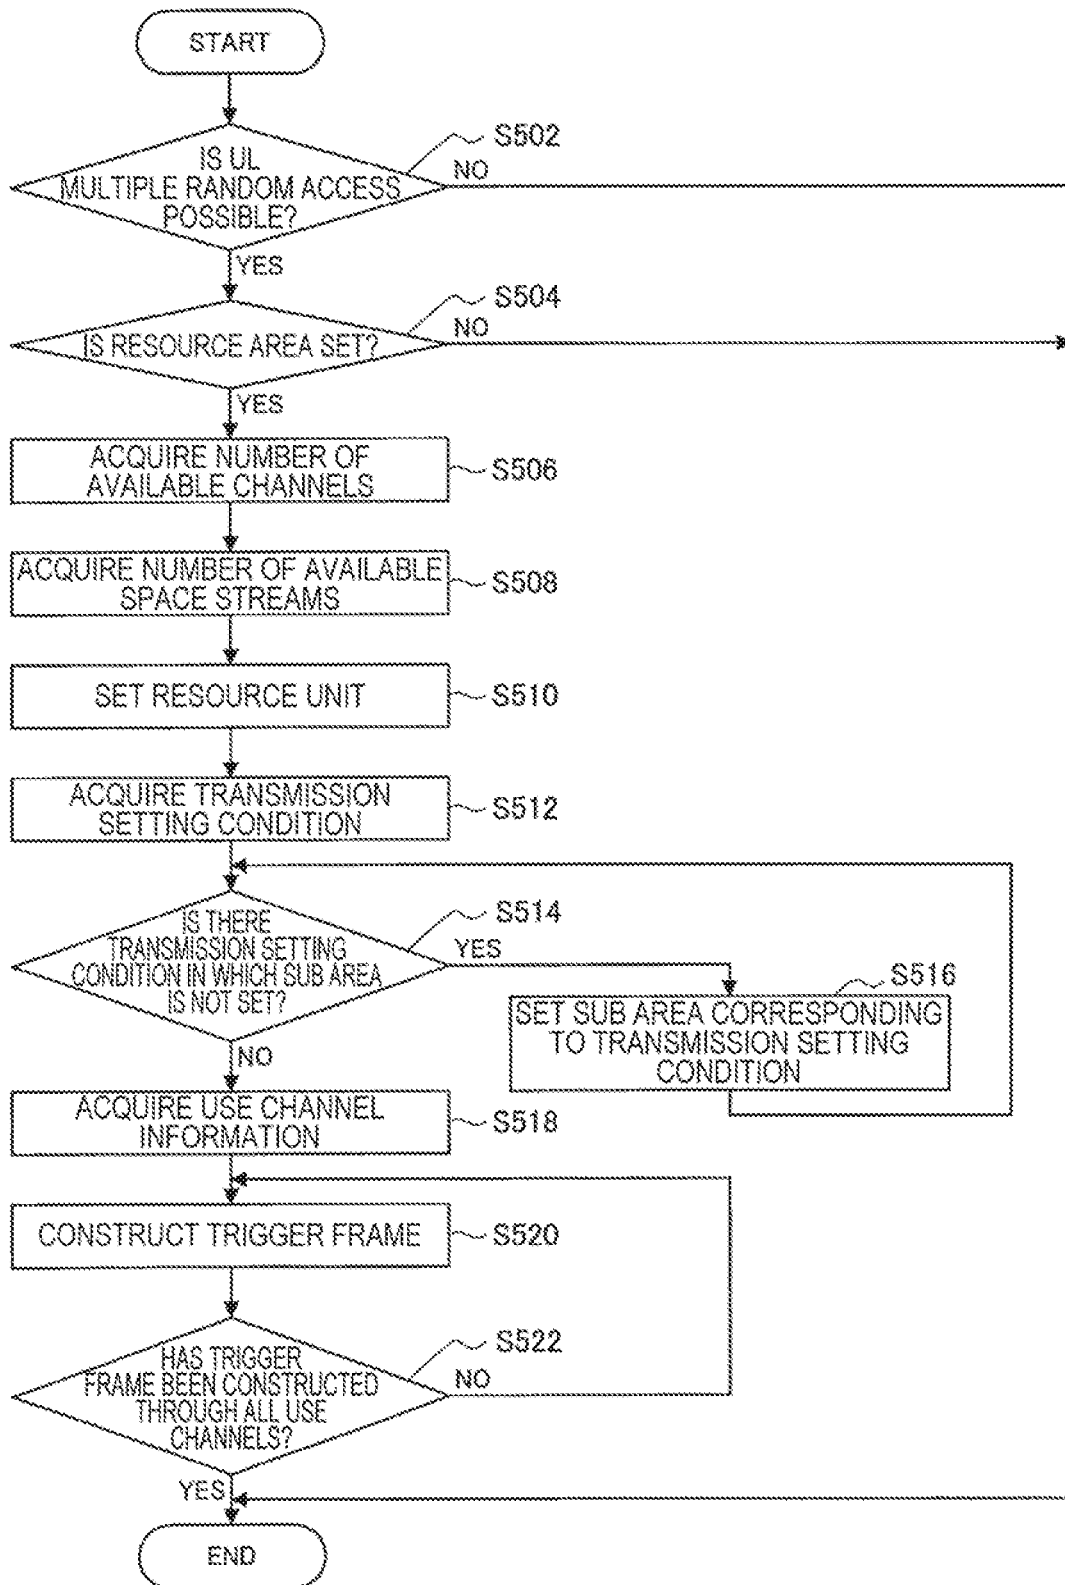 START
S502
IS UL
MULTIPLE RANDOM ACCESS
POSSIBLE?
NO
YES
S504
IS RESOURCE AREA SET?
NO
YES
ACQUIRE NUMBER OF
AVAILABLE CHANNELS
S506
ACQUIRE NUMBER OF AVAILABLE
SPACE STREAMS
S508
SET RESOURCE UNIT
S510
ACQUIRE TRANSMISSION
SETTING CONDITION
S512
S514
IS THERE
TRANSMISSION SETTING
CONDITION IN WHICH SUB AREA
IS NOT SET?
YES
S516
SET SUB AREA CORRESPONDING
TO TRANSMISSION SETTING
CONDITION
NO
ACQUIRE USE CHANNEL
INFORMATION
S518
CONSTRUCT TRIGGER FRAME
S520
S522
HAS TRIGGER
FRAME BEEN CONSTRUCTED
THROUGH ALL USE
CHANNELS?
NO
YES
END